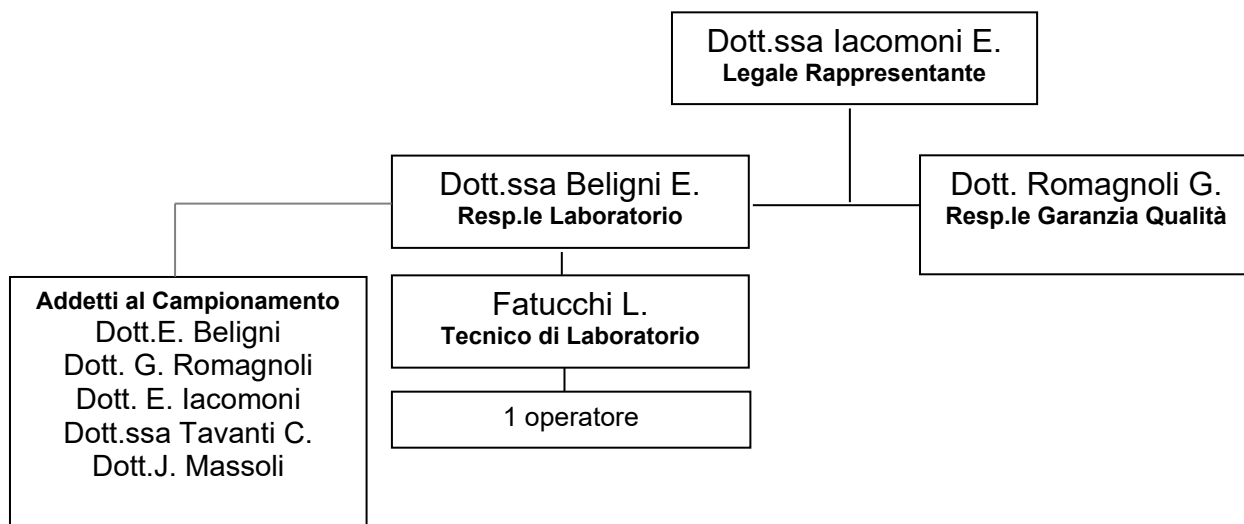 Dott.ssa Iacomoni E.
Legale Rappresentante
Dott.ssa Beligni E.
Resp.le Laboratorio
Dott. Romagnoli G.
Resp.le Garanzia Qualità
Addetti al Campionamento
Dott.E. Beligni
Dott. G. Romagnoli
Dott. E. Iacomoni
Dott.ssa Tavanti C.
Dott.J. Massoli
Fatucchi L.
Tecnico di Laboratorio
1 operatore